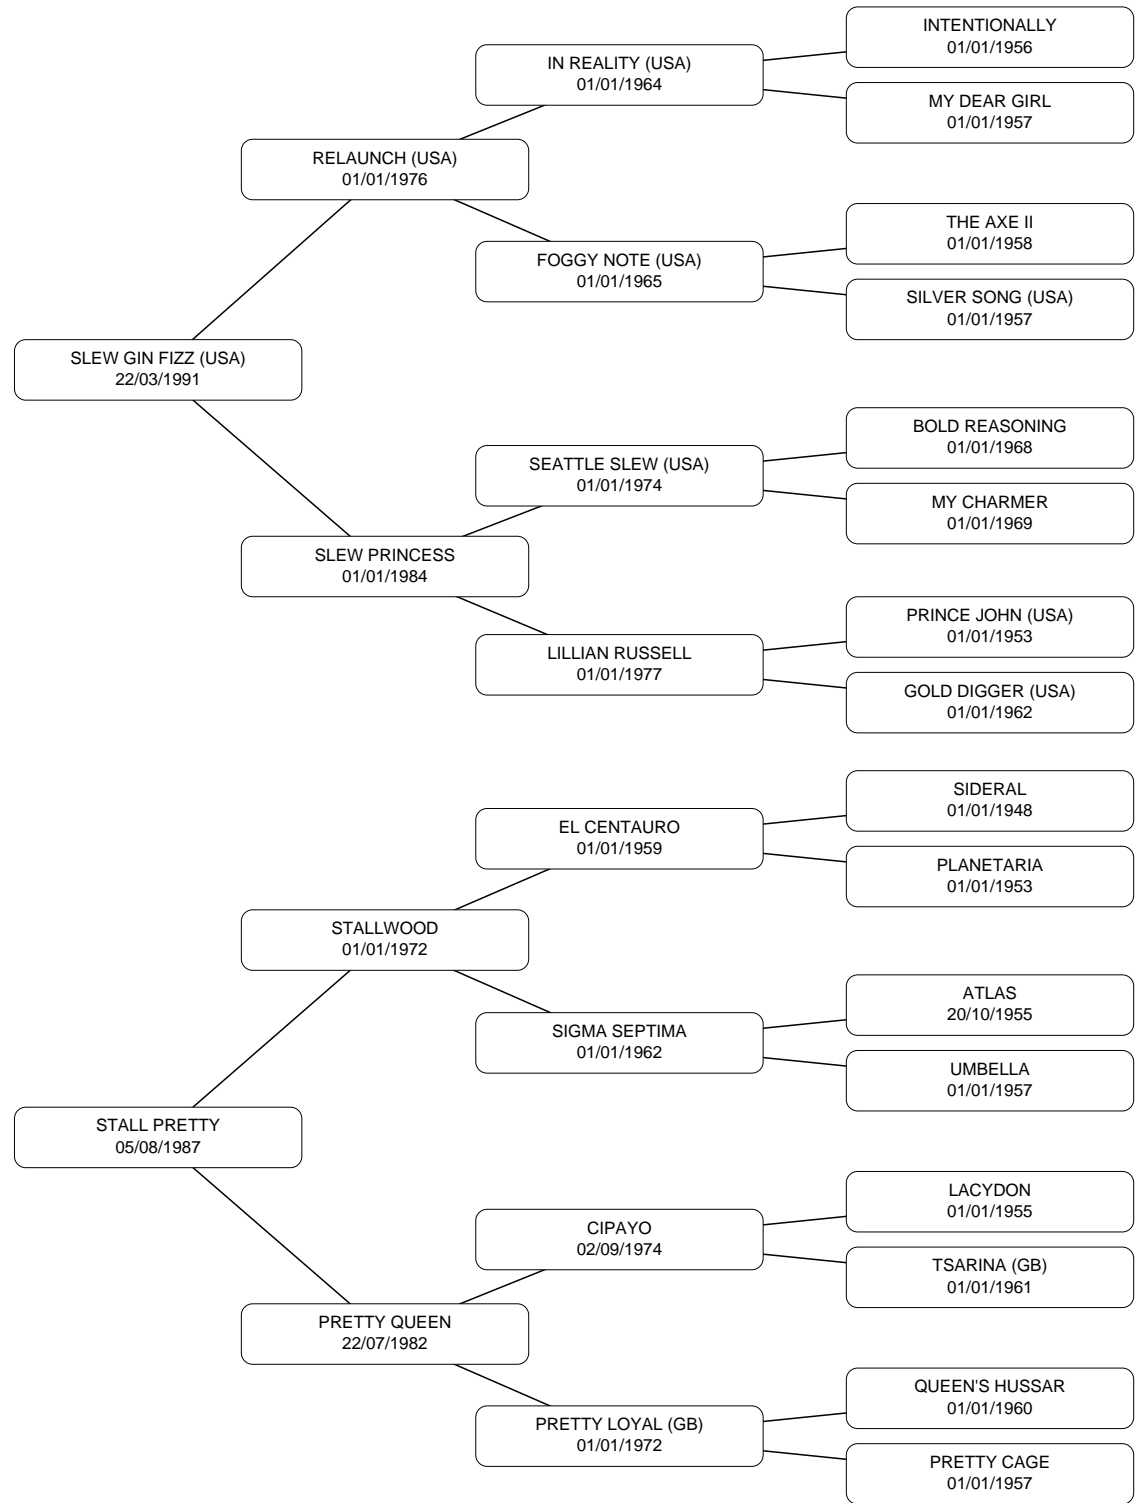 INTENTIONALLY
01/01/1956
IN REALITY (USA)
01/01/1964
MY DEAR GIRL
01/01/1957
RELAUNCH (USA)
01/01/1976
THE AXE II
01/01/1958
FOGGY NOTE (USA)
01/01/1965
SILVER SONG (USA)
01/01/1957
SLEW GIN FIZZ (USA)
22/03/1991
BOLD REASONING
01/01/1968
SEATTLE SLEW (USA)
01/01/1974
MY CHARMER
01/01/1969
SLEW PRINCESS
01/01/1984
PRINCE JOHN (USA)
01/01/1953
LILLIAN RUSSELL
01/01/1977
GOLD DIGGER (USA)
01/01/1962
SIDERAL
01/01/1948
EL CENTAURO
01/01/1959
PLANETARIA
01/01/1953
STALLWOOD
01/01/1972
ATLAS
20/10/1955
SIGMA SEPTIMA
01/01/1962
UMBELLA
01/01/1957
STALL PRETTY
05/08/1987
LACYDON
01/01/1955
CIPAYO
02/09/1974
TSARINA (GB)
01/01/1961
PRETTY QUEEN
22/07/1982
QUEEN'S HUSSAR
01/01/1960
PRETTY LOYAL (GB)
01/01/1972
PRETTY CAGE
01/01/1957